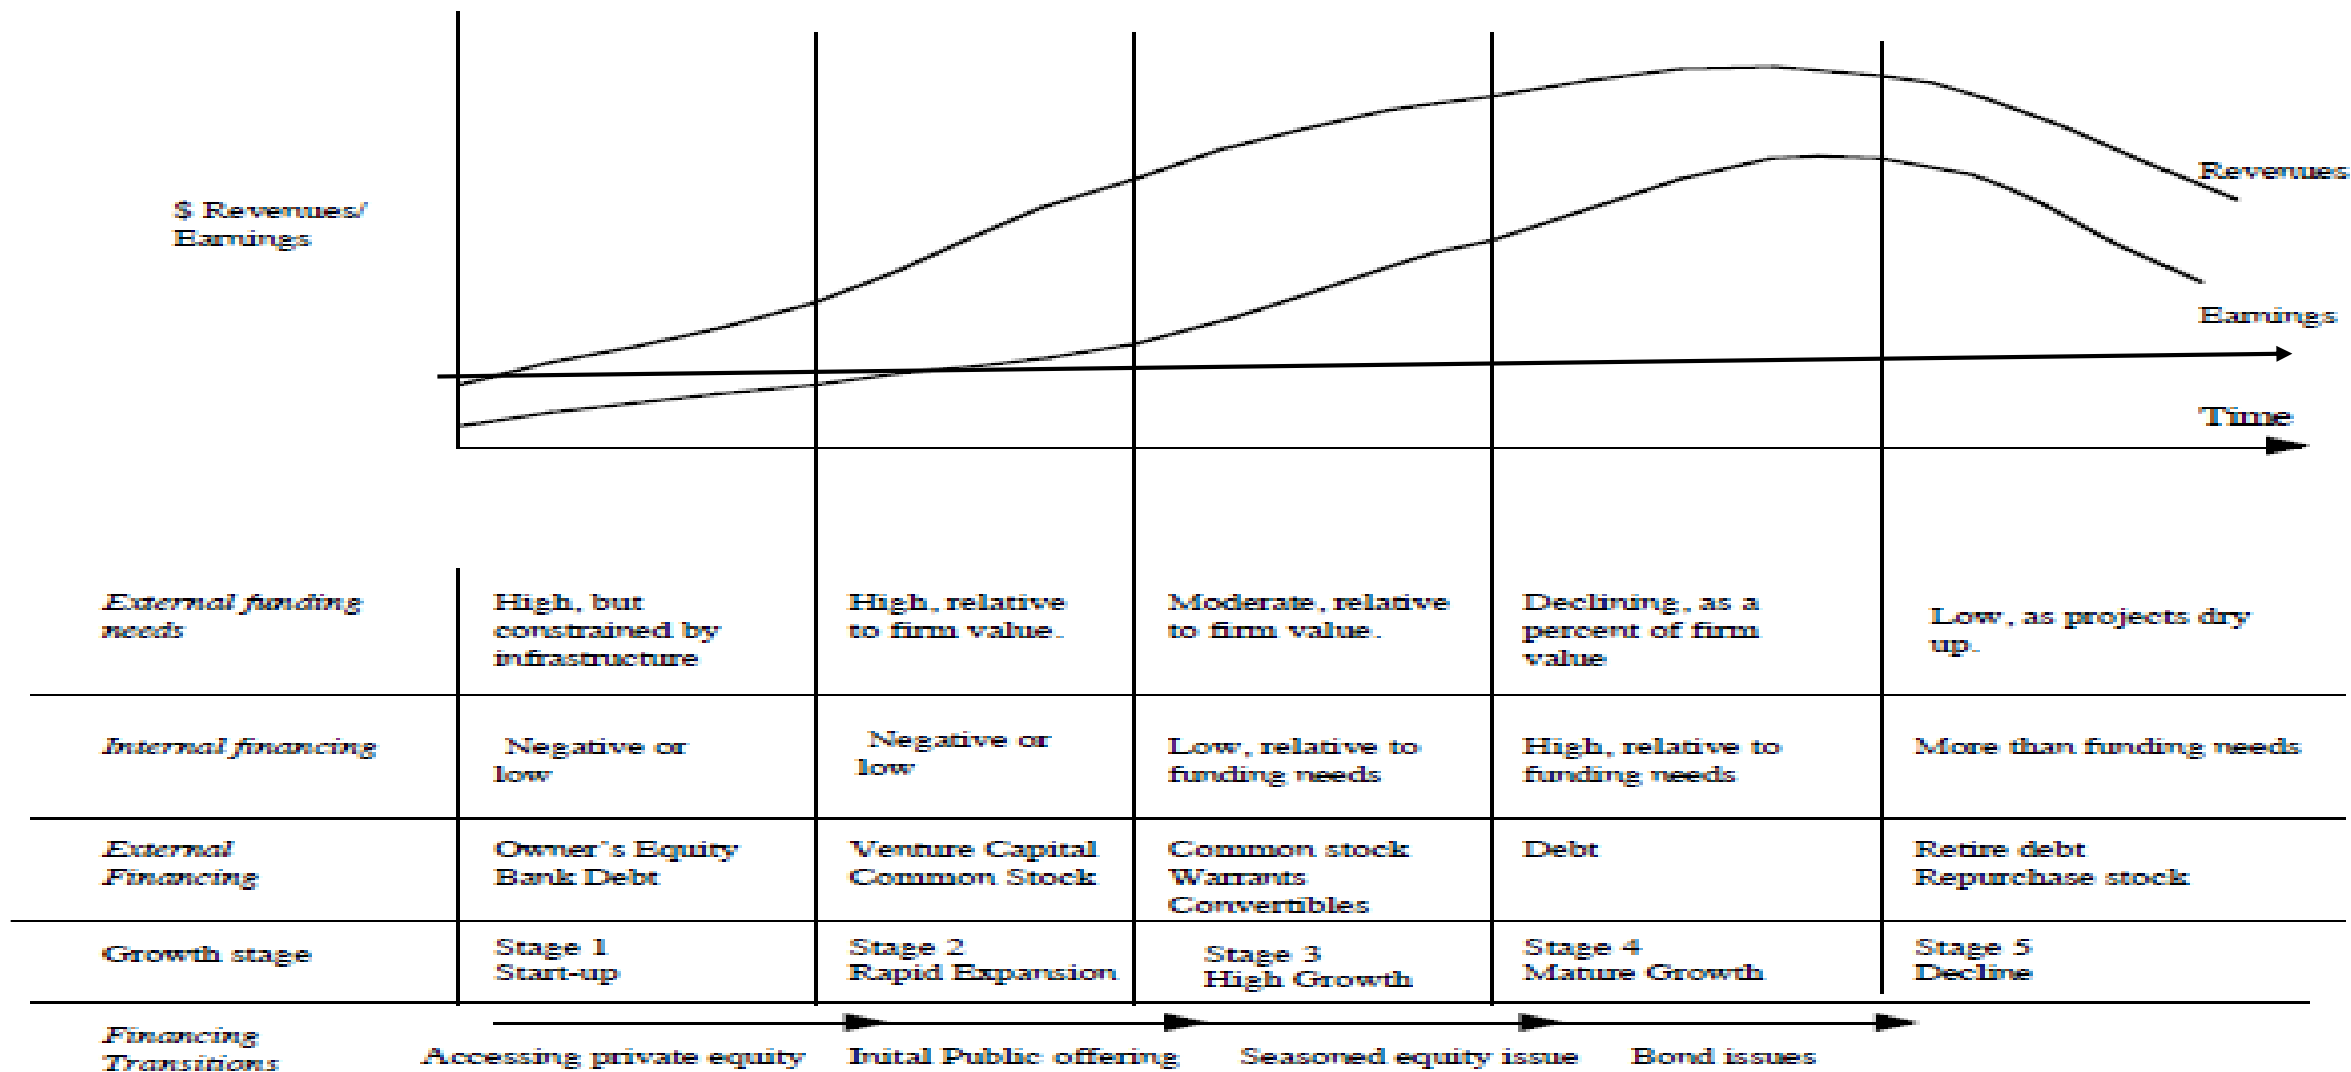 $ Revenues/
Earnings
Revenues
Earnings
Time
External funding
needs
High, but
constrained by
infrastructure
High, relative
to firm value.
Moderate, relative
to firm value.
Declining, as a
percent of firm
value
Low, as projects dry
up.
Internal financing
Negative or
low
Negative or
low
Low, relative to
funding needs
High, relative to
funding needs
More than funding needs
External
Financing
Owner's Equity
Bank Debt
Venture Capital
Common Stock
Common stock
Warrants
Convertibles
Debt
Retire debt
Repurchase stock
Growth stage
Stage 1
Start-up
Stage 2
Rapid Expansion
Stage 3
High Growth
Stage 4
Mature Growth
Stage 5
Decline
Financing
Transitions
Accessing private equity
Inital Public offering
Seasoned equity issue
Bond issues